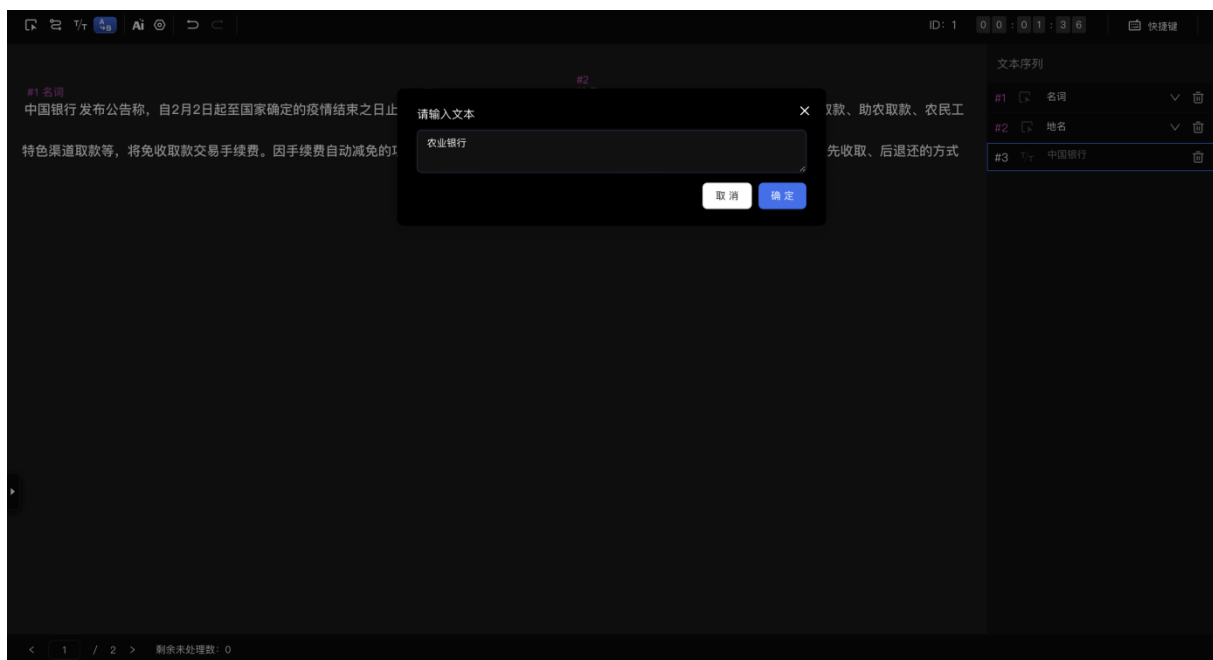 T/T A B Ai ID: 1 0 0 : 0 1 : 3 6 快捷键
文本序列
#1 名词
#2
中国银行 发布公告称，自2月2日起至国家确定的疫情结束之日止
取款、助农取款、农民工
特色渠道取款等，将免收取款交易手续费。因手续费自动减免的
先收取、后退还的方式
请输入文本
农业银行
取 消 确 定
#1 名词
#2 地名
#3 T/T 中国银行
< 1 / 2 > 剩余未处理数：0